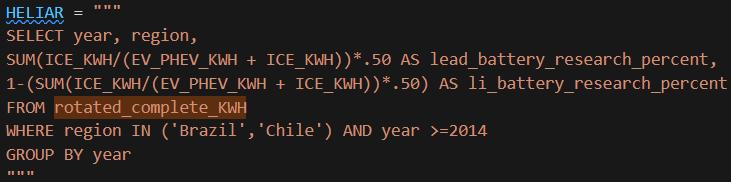 HELIAR = """
SELECT year, region,
SUM(ICE_KWH/(EV_PHEV_KWH + ICE_KWH))*.50 AS lead_battery_research_percent,
1-(SUM(ICE_KWH/(EV_PHEV_KWH + ICE_KWH))*.50) AS li_battery_research_percent
FROM rotated_complete_KWH
WHERE region IN ('Brazil','Chile') AND year >=2014
GROUP BY year
"""